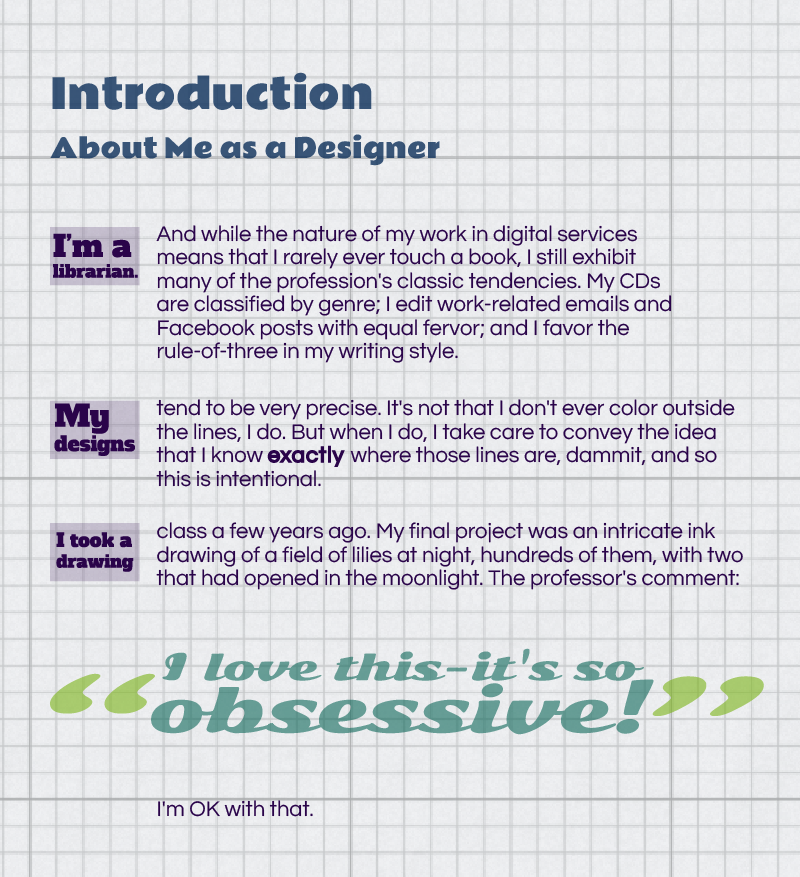 Introduction
About Me as a Designer
I'm a
librarian.
And while the nature of my work in digital services
means that I rarely ever touch a book, I still exhibit
many of the profession's classic tendencies. My CDs
are classified by genre; I edit work-related emails and
Facebook posts with equal fervor; and I favor the
rule-of-three in my writing style.
My
designs
tend to be very precise. It's not that I don't ever color outside
the lines, I do. But when I do, I take care to convey the idea
that I know exactly where those lines are, dammit, and so
this is intentional.
I took a
drawing
class a few years ago. My final project was an intricate ink
drawing of a field of lilies at night, hundreds of them, with two
that had opened in the moonlight. The professor's comment:
“I love this-it's so
obsessive!”
I'm OK with that.